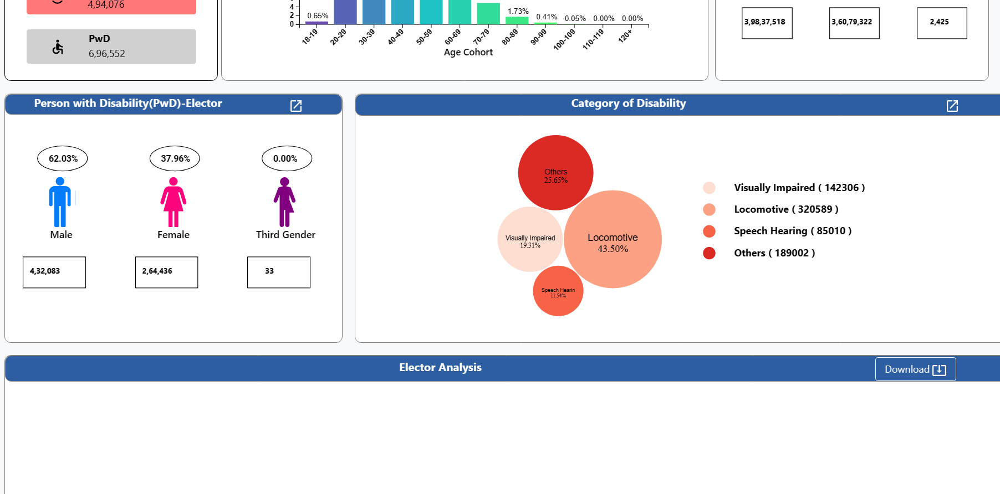 4,94,076
PwD
6,96,552
4
2
0
0.65%
1.73%
0.41%
0.05%
0.00%
0.00%
18-19
20-29
30-39
40-49
50-59
60-69
70-79
80-89
90-99
100-109
110-119
120+
Age Cohort
3,98,37,518
3,60,79,322
2,425
Person with Disability(PwD)-Elector
62.03%
37.96%
0.00%
Male
Female
Third Gender
4,32,083
2,64,436
33
Category of Disability
Others
25.65%
Visually Impaired
19.31%
Locomotive
43.50%
Speech Hearin
11.54%
Visually Impaired ( 142306 )
Locomotive ( 320589 )
Speech Hearing ( 85010 )
Others ( 189002 )
Elector Analysis
Download